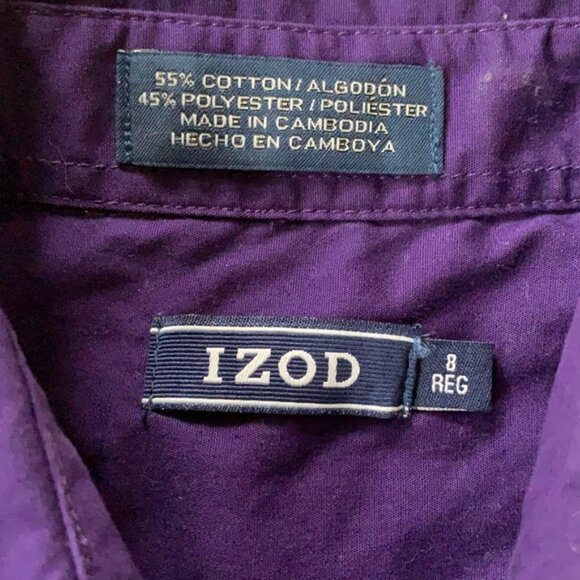 55% COTTON / ALGODÓN
45% POLYESTER / POLIÉSTER
MADE IN CAMBODIA
HECHO EN CAMBOYA
IZOD
8
REG